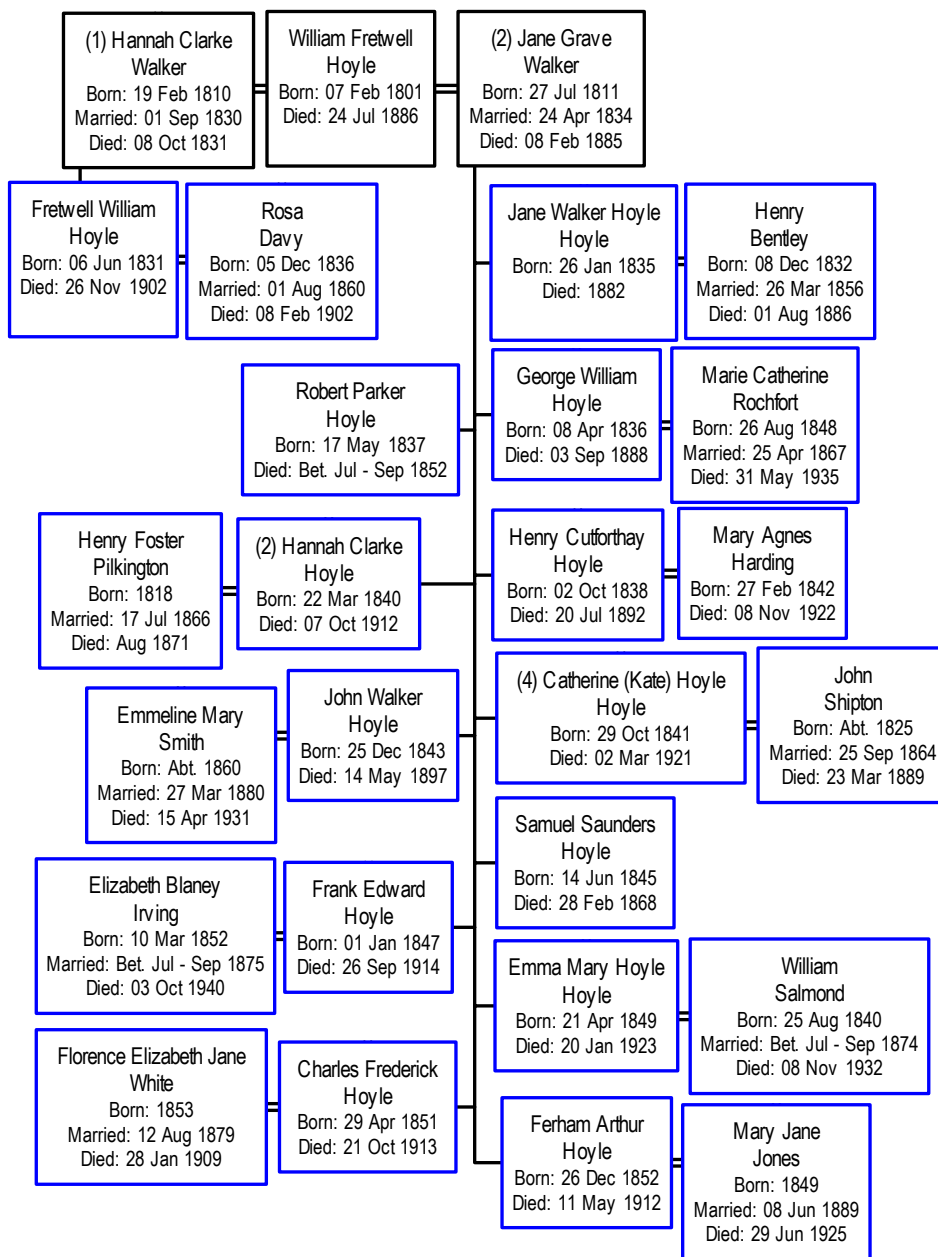 (1) Hannah Clarke
Walker
Born: 19 Feb 1810
Married: 01 Sep 1830
Died: 08 Oct 1831
William Fretwell
Hoyle
Born: 07 Feb 1801
Died: 24 Jul 1886
(2) Jane Grave
Walker
Born: 27 Jul 1811
Married: 24 Apr 1834
Died: 08 Feb 1885
Fretwell William
Hoyle
Born: 06 Jun 1831
Died: 26 Nov 1902
Rosa
Davy
Born: 05 Dec 1836
Married: 01 Aug 1860
Died: 08 Feb 1902
Jane Walker Hoyle
Hoyle
Born: 26 Jan 1835
Died: 1882
Henry
Bentley
Born: 08 Dec 1832
Married: 26 Mar 1856
Died: 01 Aug 1886
Robert Parker
Hoyle
Born: 17 May 1837
Died: Bet. Jul - Sep 1852
George William
Hoyle
Born: 08 Apr 1836
Died: 03 Sep 1888
Marie Catherine
Rochfort
Born: 26 Aug 1848
Married: 25 Apr 1867
Died: 31 May 1935
Henry Foster
Pilkington
Born: 1818
Married: 17 Jul 1866
Died: Aug 1871
(2) Hannah Clarke
Hoyle
Born: 22 Mar 1840
Died: 07 Oct 1912
Henry Cutforthay
Hoyle
Born: 02 Oct 1838
Died: 20 Jul 1892
Mary Agnes
Harding
Born: 27 Feb 1842
Died: 08 Nov 1922
Emmeline Mary
Smith
Born: Abt. 1860
Married: 27 Mar 1880
Died: 15 Apr 1931
John Walker
Hoyle
Born: 25 Dec 1843
Died: 14 May 1897
(4) Catherine (Kate) Hoyle
Hoyle
Born: 29 Oct 1841
Died: 02 Mar 1921
John
Shipton
Born: Abt. 1825
Married: 25 Sep 1864
Died: 23 Mar 1889
Samuel Saunders
Hoyle
Born: 14 Jun 1845
Died: 28 Feb 1868
Elizabeth Blaney
Irving
Born: 10 Mar 1852
Married: Bet. Jul - Sep 1875
Died: 03 Oct 1940
Frank Edward
Hoyle
Born: 01 Jan 1847
Died: 26 Sep 1914
Emma Mary Hoyle
Hoyle
Born: 21 Apr 1849
Died: 20 Jan 1923
William
Salmond
Born: 25 Aug 1840
Married: Bet. Jul - Sep 1874
Died: 08 Nov 1932
Florence Elizabeth Jane
White
Born: 1853
Married: 12 Aug 1879
Died: 28 Jan 1909
Charles Frederick
Hoyle
Born: 29 Apr 1851
Died: 21 Oct 1913
Ferham Arthur
Hoyle
Born: 26 Dec 1852
Died: 11 May 1912
Mary Jane
Jones
Born: 1849
Married: 08 Jun 1889
Died: 29 Jun 1925